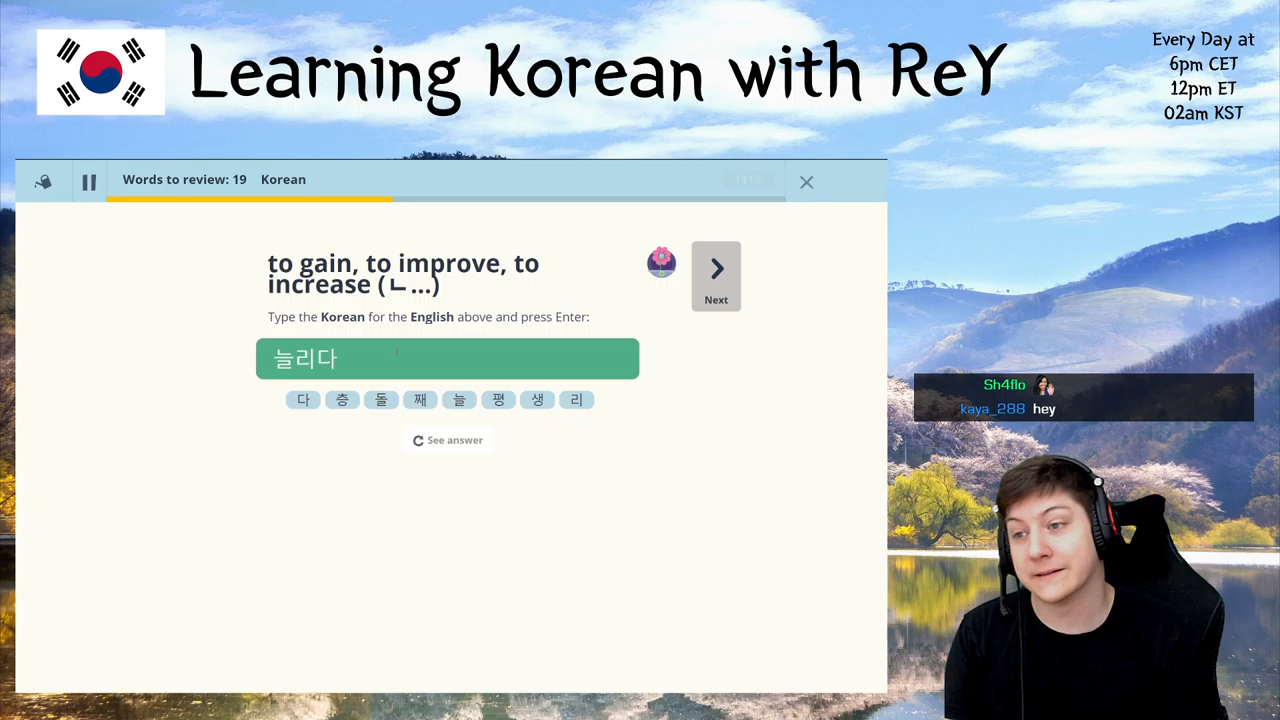 Learning Korean with ReY
Every Day at
6pm CET
12pm ET
02am KST
Words to review: 19 Korean
to gain, to improve, to
increase (ㄴ...)
Next
Type the Korean for the English above and press Enter:
늘리다
다 층 돌 째 늘 평 생 리
See answer
Sh4flo
kaya_288 hey